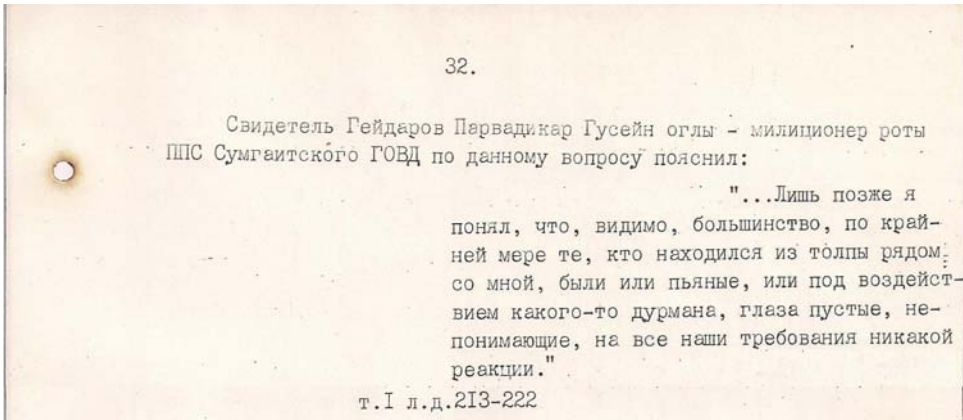 32.
Свидетель Гейдаров Парвадикар Гусейн оглы - милиционер роты
ППС Сумгаитского ГОВД по данному вопросу пояснил:
"...Лишь позже я
понял, что, видимо, большинство, по край-
ней мере те, кто находился из толпы рядом
со мной, были или пьяные, или под воздейст-
вием какого-то дурмана, глаза пустые, не-
понимающие, на все наши требования никакой
реакции."
т.I л.д.213-222